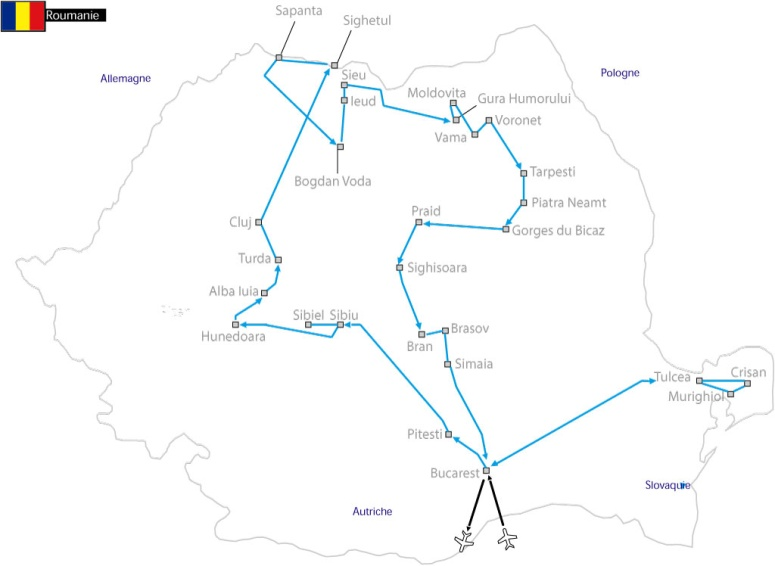 Roumanie
Sapanta
Sighetul
Allemagne
Pologne
Sieu
Ieud
Moldovita
Gura Humorului
Vama
Voronet
Bogdan Voda
Tarpesti
Piatra Neamt
Praid
Cluj
Gorges du Bicaz
Turda
Sighisoara
Alba Iuia
Sibiel
Sibiu
Hunedoara
Brasov
Bran
Simaia
Tulcea
Crisan
Murighiol
Pitesti
Bucarest
Slovaquie
Autriche